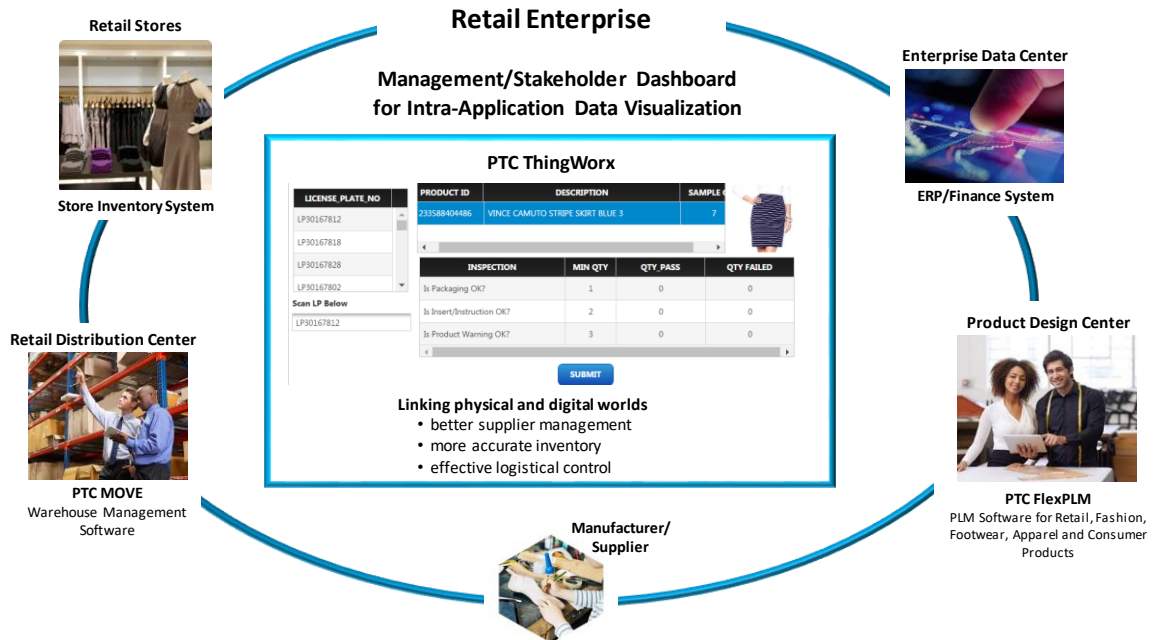 Retail Enterprise
Retail Stores
Store Inventory System
Enterprise Data Center
ERP/Finance System
Management/Stakeholder Dashboard
for Intra-Application Data Visualization
PTC ThingWorx
LICENSE_PLATE_NO
LP30167812
LP30167818
LP30167828
LP30167802
Scan LP Below
LP30167812
PRODUCT ID DESCRIPTION SAMPLE
233588404486 VINCE CAMUTO STRIPE SKIRT BLUE 3 7
INSPECTION MIN QTY QTY_PASS QTY FAILED
Is Packaging OK? 1 0 0
Is Insert/Instruction OK? 2 0 0
Is Product Warning OK? 3 0 0
SUBMIT
Linking physical and digital worlds
• better supplier management
• more accurate inventory
• effective logistical control
Retail Distribution Center
PTC MOVE
Warehouse Management
Software
Product Design Center
PTC FlexPLM
PLM Software for Retail, Fashion,
Footwear, Apparel and Consumer
Products
Manufacturer/
Supplier